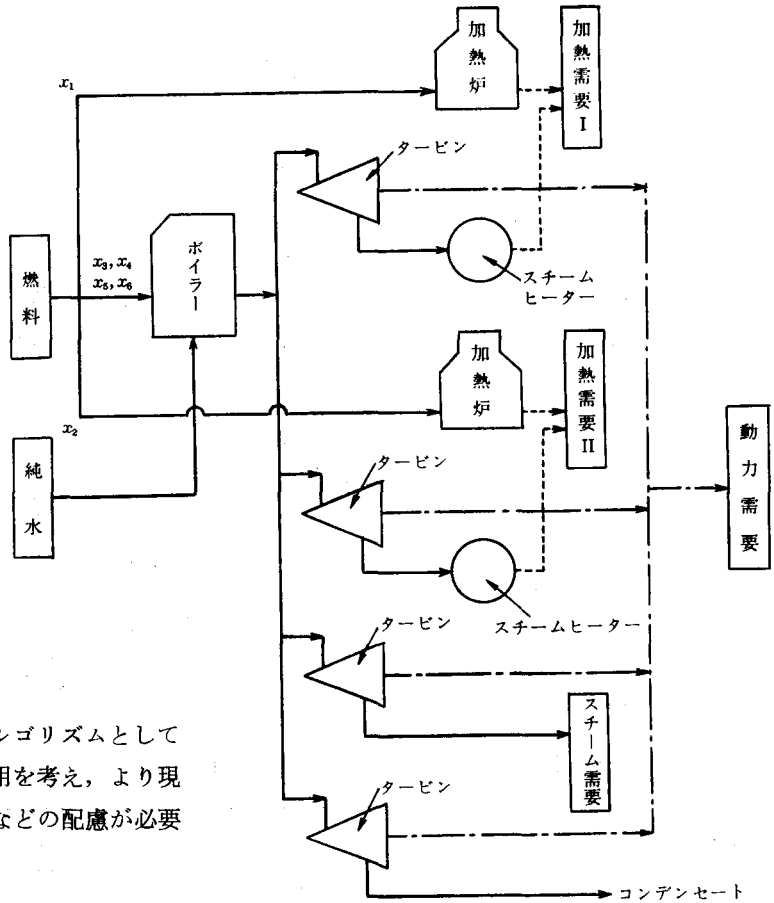 加熱炉
加熱需要 I
x₁
タービン
ボイラー
燃料
x₃, x₄
x₅, x₆
スチーム
ヒーター
加熱炉
加熱需要 II
x₂
動力需要
純水
タービン
スチームヒーター
タービン
スチーム需要
ルゴリズムとして
用を考え，より現
などの配慮が必要
タービン
コンデンセート